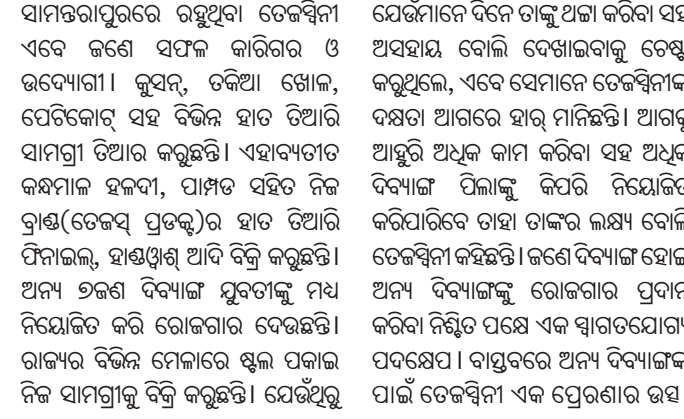 ସାମନ୍ତରାପୁରରେ ରହୁଥିବା ତେଜସ୍ୱିନୀ
ଏବେ ଜଣେ ସଫଳ କାରିଗର ଓ
ଉଦ୍ୟୋଗୀ। କୁସନ୍, ତକିଆ ଖୋଳ,
ପେଟିକୋଟ୍ ସହ ବିଭିନ୍ନ ହାତ ତିଆରି
ସାମଗ୍ରୀ ତିଆର କରୁଛନ୍ତି। ଏହାବ୍ୟତୀତ
କନ୍ଧମାଳ ହଳଦୀ, ପାମ୍ପଡ ସହିତ ନିଜ
ବ୍ରାଣ୍ଡ(ତେଜସ୍ ପ୍ରଡକ୍ଟ)ର ହାତ ତିଆରି
ଫିନାଇଲ୍, ହାଣ୍ଡୱାଶ୍ ଆଦି ବିକ୍ରି କରୁଛନ୍ତି।
ଅନ୍ୟ ୭ଜଣ ଦିବ୍ୟାଙ୍ଗ ଯୁବତୀଙ୍କୁ ମଧ୍ୟ
ନିୟୋଜିତ କରି ରୋଜଗାର ଦେଉଛନ୍ତି।
ରାଜ୍ୟର ବିଭିନ୍ନ ମେଳାରେ ଷ୍ଟଲ ପକାଇ
ନିଜ ସାମଗ୍ରୀକୁ ବିକ୍ରି କରୁଛନ୍ତି। ଯେଉଁଥିରୁ
ଯେଉଁମାନେ ଦିନେ ତାଙ୍କୁ ଥଟ୍ଟା କରିବା ସହ
ଅସହାୟ ବୋଲି ଦେଖାଇବାକୁ
କରୁଥିଲେ, ଏବେ ସେମାନେ
ଦକ୍ଷତା ଆଗରେ ହାର୍ ମାନିଛନ୍ତି।
ଆହୁରି ଅଧିକ କାମ କରିବା ସହ
ଦିବ୍ୟାଙ୍ଗ ପିଲାଙ୍କୁ କିପରି
କରିପାରିବେ ତାହା ତାଙ୍କର ଲକ୍ଷ୍ୟ ବୋଲି
ତେଜସ୍ୱିନୀ କହିଛନ୍ତି। ଜଣେ ଦିବ୍ୟାଙ୍ଗ ହୋଇ
ଅନ୍ୟ ଦିବ୍ୟାଙ୍ଗଙ୍କୁ ରୋଜଗାର ପ୍ରଦାନ
କରିବା ନିଶ୍ଚିତ ପକ୍ଷେ ଏକ ସ୍ୱାଗତଯୋଗ୍ୟ
ପଦକ୍ଷେପ। ବାସ୍ତବରେ ଅନ୍ୟ
ପାଇଁ ତେଜସ୍ୱିନୀ ଏକ ପ୍ରେରଣାର ଉତ୍ସ